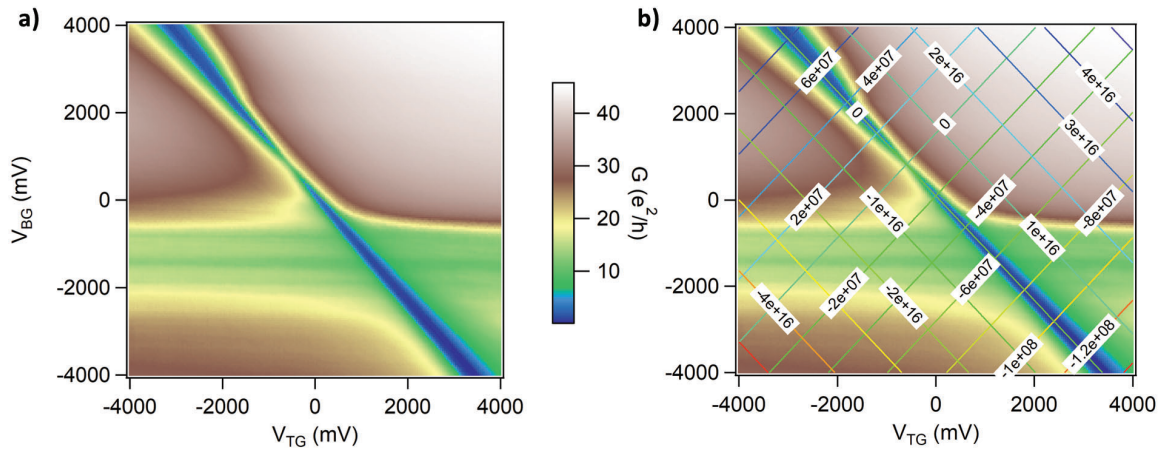 a)
4000
2000
0
-2000
-4000
V_BG (mV)
-4000
-2000
0
2000
4000
V_TG (mV)
40
30
20
10
G (e²/h)
b)
4000
2000
0
-2000
-4000
-4000
-2000
0
2000
4000
V_TG (mV)
6e+07
4e+07
2e+16
4e+16
0
0
3e+16
2e+07
-1e+16
-4e+07
-8e+07
1e+16
-6e+07
-4e+16
-2e+07
-2e+16
-1e+08
-1.2e+08